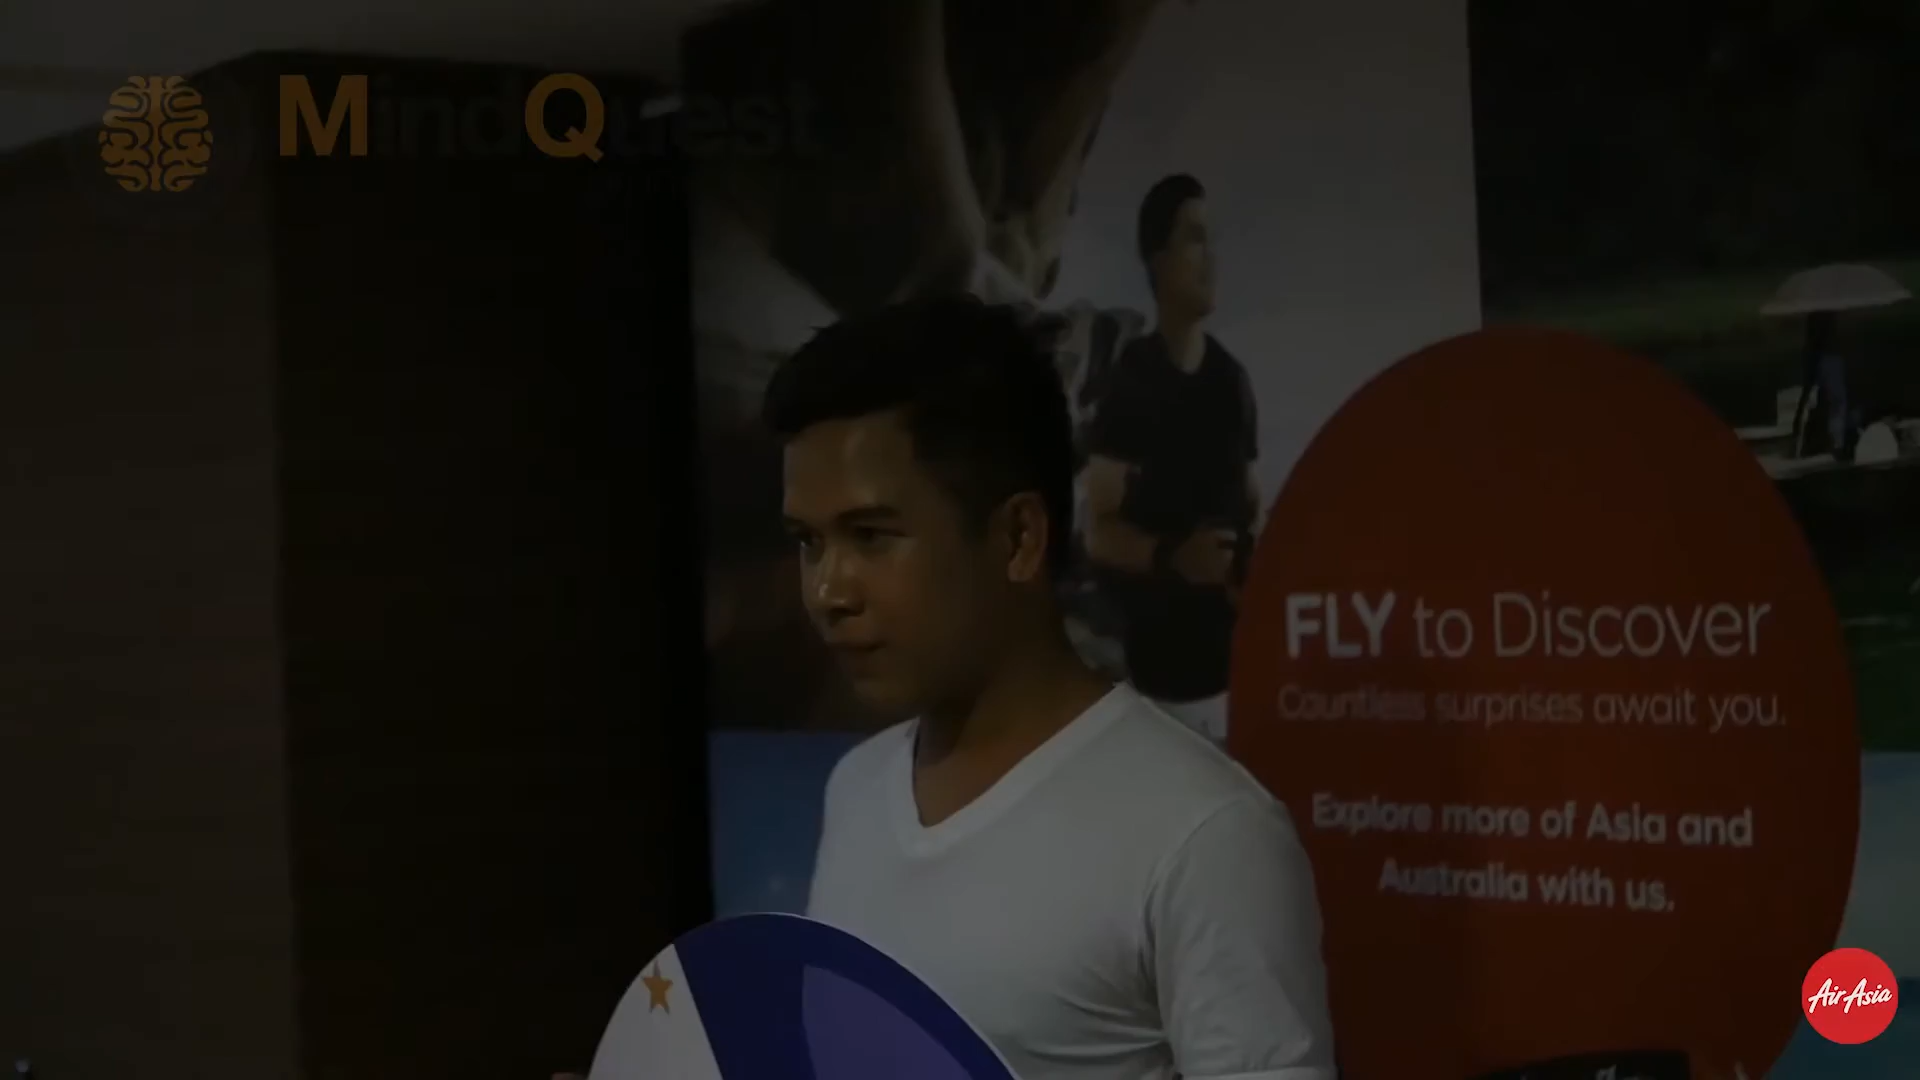 MindQuest
FLY to Discover
Countless surprises await you.
Explore more of Asia and
Australia with us.
AirAsia